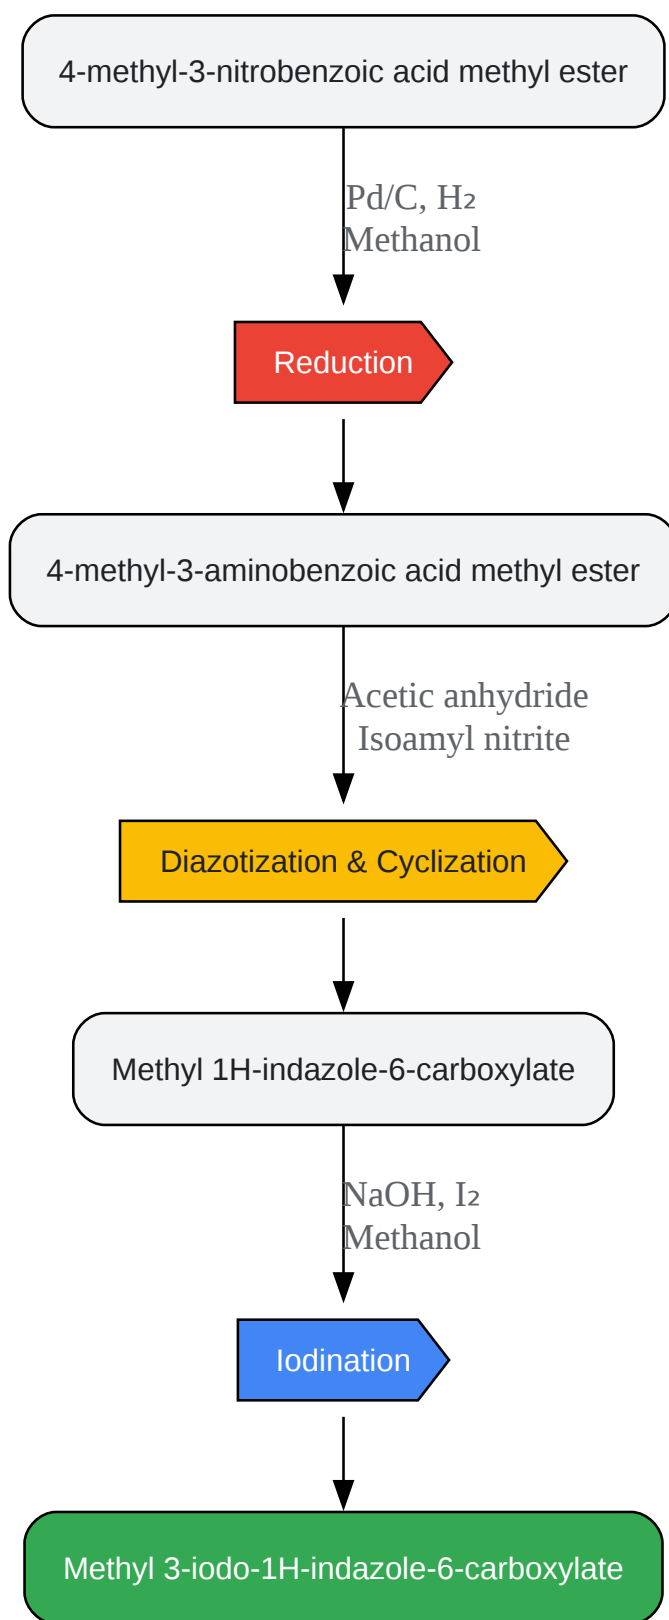 4-methyl-3-nitrobenzoic acid methyl ester
Pd/C, H₂
Methanol
Reduction
4-methyl-3-aminobenzoic acid methyl ester
Acetic anhydride
Isoamyl nitrite
Diazotization & Cyclization
Methyl 1H-indazole-6-carboxylate
NaOH, I₂
Methanol
Iodination
Methyl 3-iodo-1H-indazole-6-carboxylate